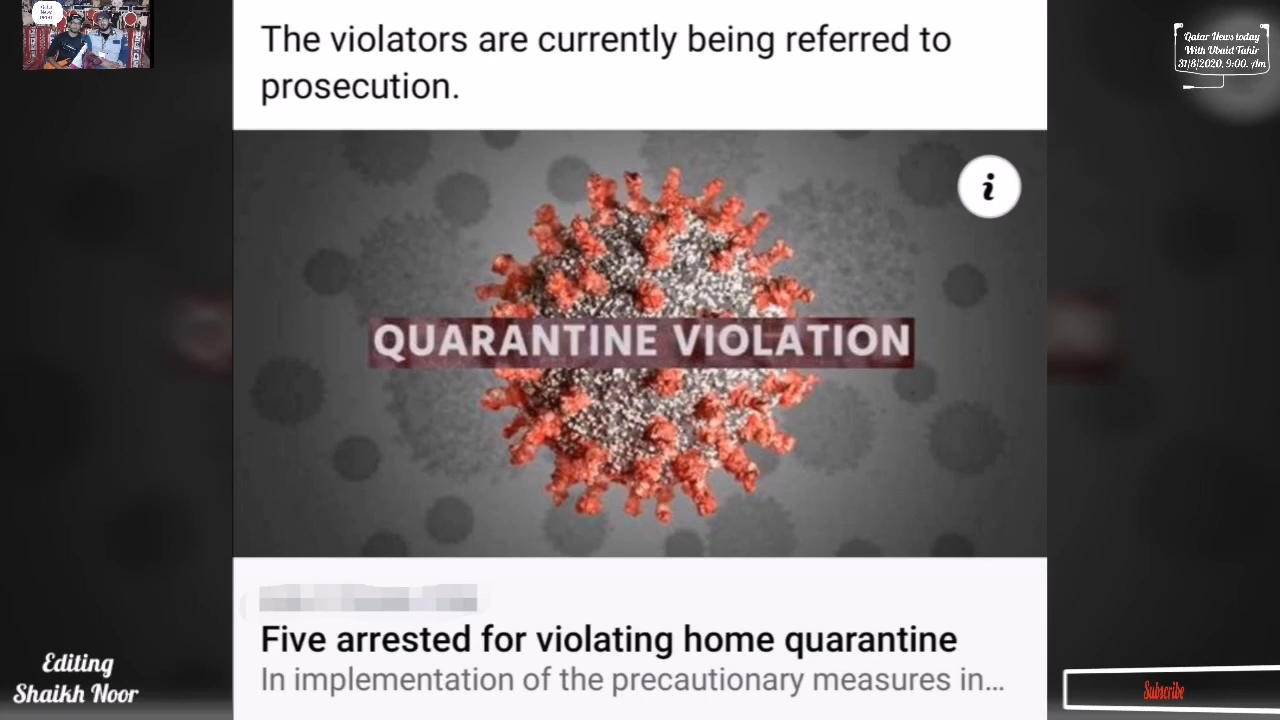 The violators are currently being referred to
prosecution.
Qatar News today
With Ubaid Tahir
31/8/2020, 9:00. Am
i
QUARANTINE VIOLATION
Five arrested for violating home quarantine
In implementation of the precautionary measures in...
Editing
Shaikh Noor
Subscribe